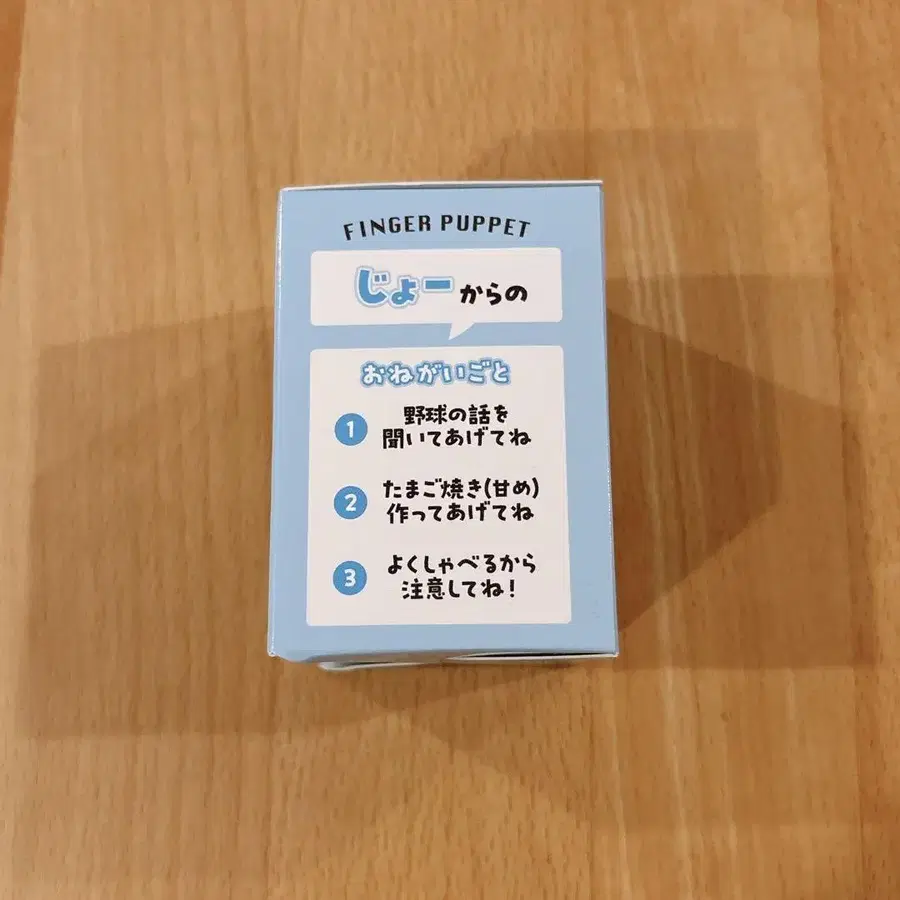 FINGER PUPPET
じょーからの
おねがいごと
1 野球の話を
聞いてあげてね
2 たまご焼き(甘め)
作ってあげてね
3 よくしゃべるから
注意してね!